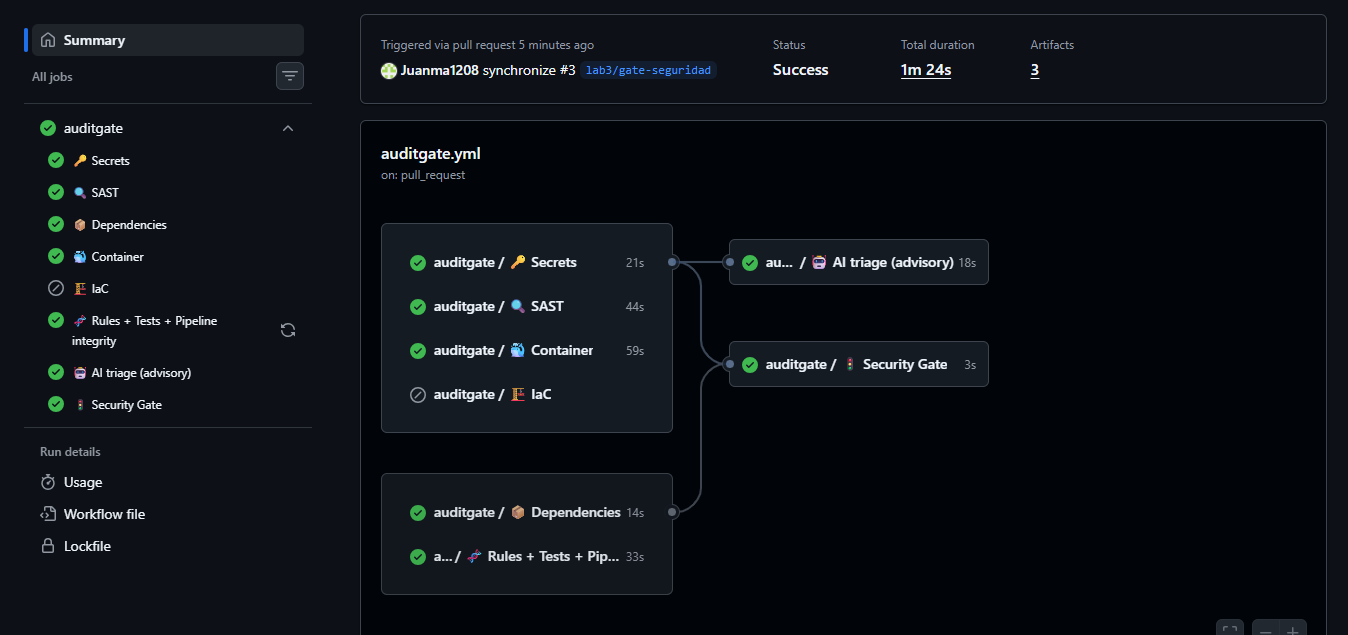 Summary
All jobs
auditgate
Secrets
SAST
Dependencies
Container
IaC
Rules + Tests + Pipeline
integrity
AI triage (advisory)
Security Gate
Run details
Usage
Workflow file
Lockfile
Triggered via pull request 5 minutes ago
Juanma1208 synchronize #3 lab3/gate-seguridad
Status
Success
Total duration
1m 24s
Artifacts
3
auditgate.yml
on: pull_request
auditgate / Secrets 21s
auditgate / SAST 44s
auditgate / Container 59s
auditgate / IaC
auditgate / Dependencies 14s
a... / Rules + Tests + Pip... 33s
au... / AI triage (advisory) 18s
auditgate / Security Gate 3s